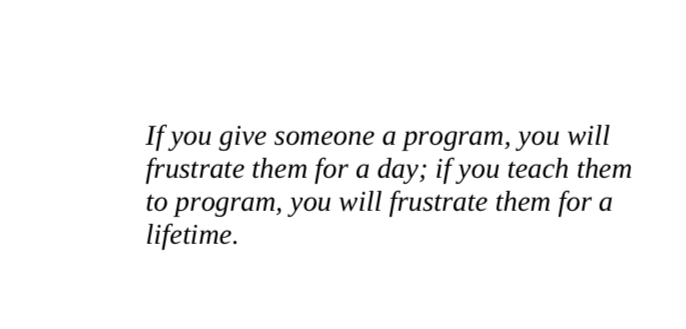 If you give someone a program, you will
frustrate them for a day; if you teach them
to program, you will frustrate them for a
lifetime.